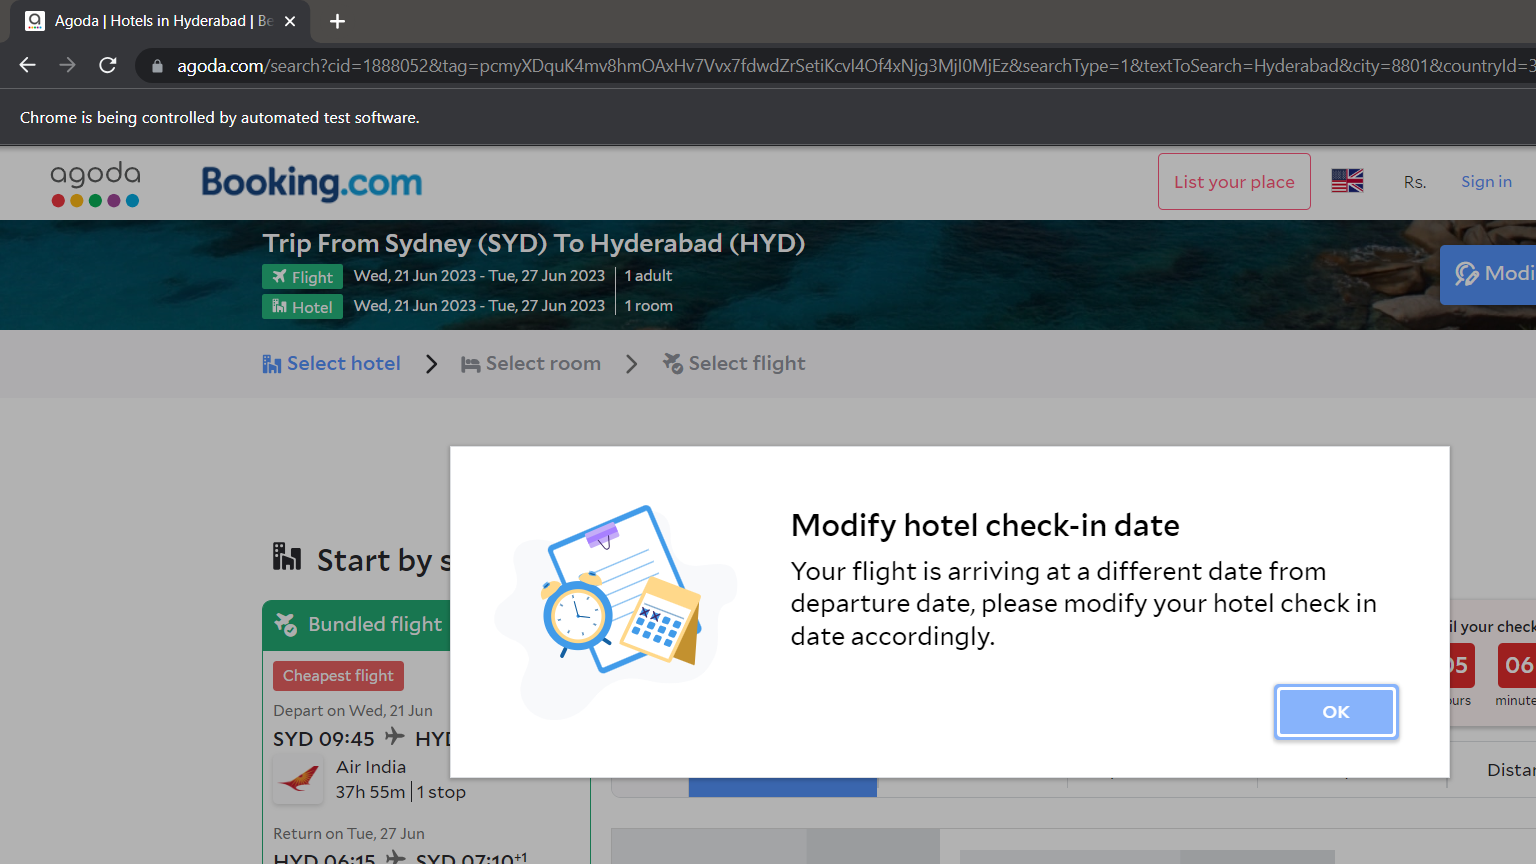 Agoda | Hotels in Hyderabad | Be
agoda.com/search?cid=1888052&tag=pcmyXDquK4mv8hmOAxHv7Vvx7fdwdZrSetiKcvI4Of4xNjg3MjI0MjEz&searchType=1&textToSearch=Hyderabad&city=8801&countryId=3
Chrome is being controlled by automated test software.
agoda
Booking.com
List your place
Rs.
Sign in
Trip From Sydney (SYD) To Hyderabad (HYD)
Flight Wed, 21 Jun 2023 - Tue, 27 Jun 2023 1 adult
Hotel Wed, 21 Jun 2023 - Tue, 27 Jun 2023 1 room
Modi
Select hotel
Select room
Select flight
Modify hotel check-in date
Your flight is arriving at a different date from
departure date, please modify your hotel check in
date accordingly.
OK
Start by s
Bundled flight
Cheapest flight
Depart on Wed, 21 Jun
SYD 09:45 HYD
Air India
37h 55m 1 stop
Return on Tue, 27 Jun
HYD 06:15 SYD 07:10+1
il your check
05 06
ours minute
Distan